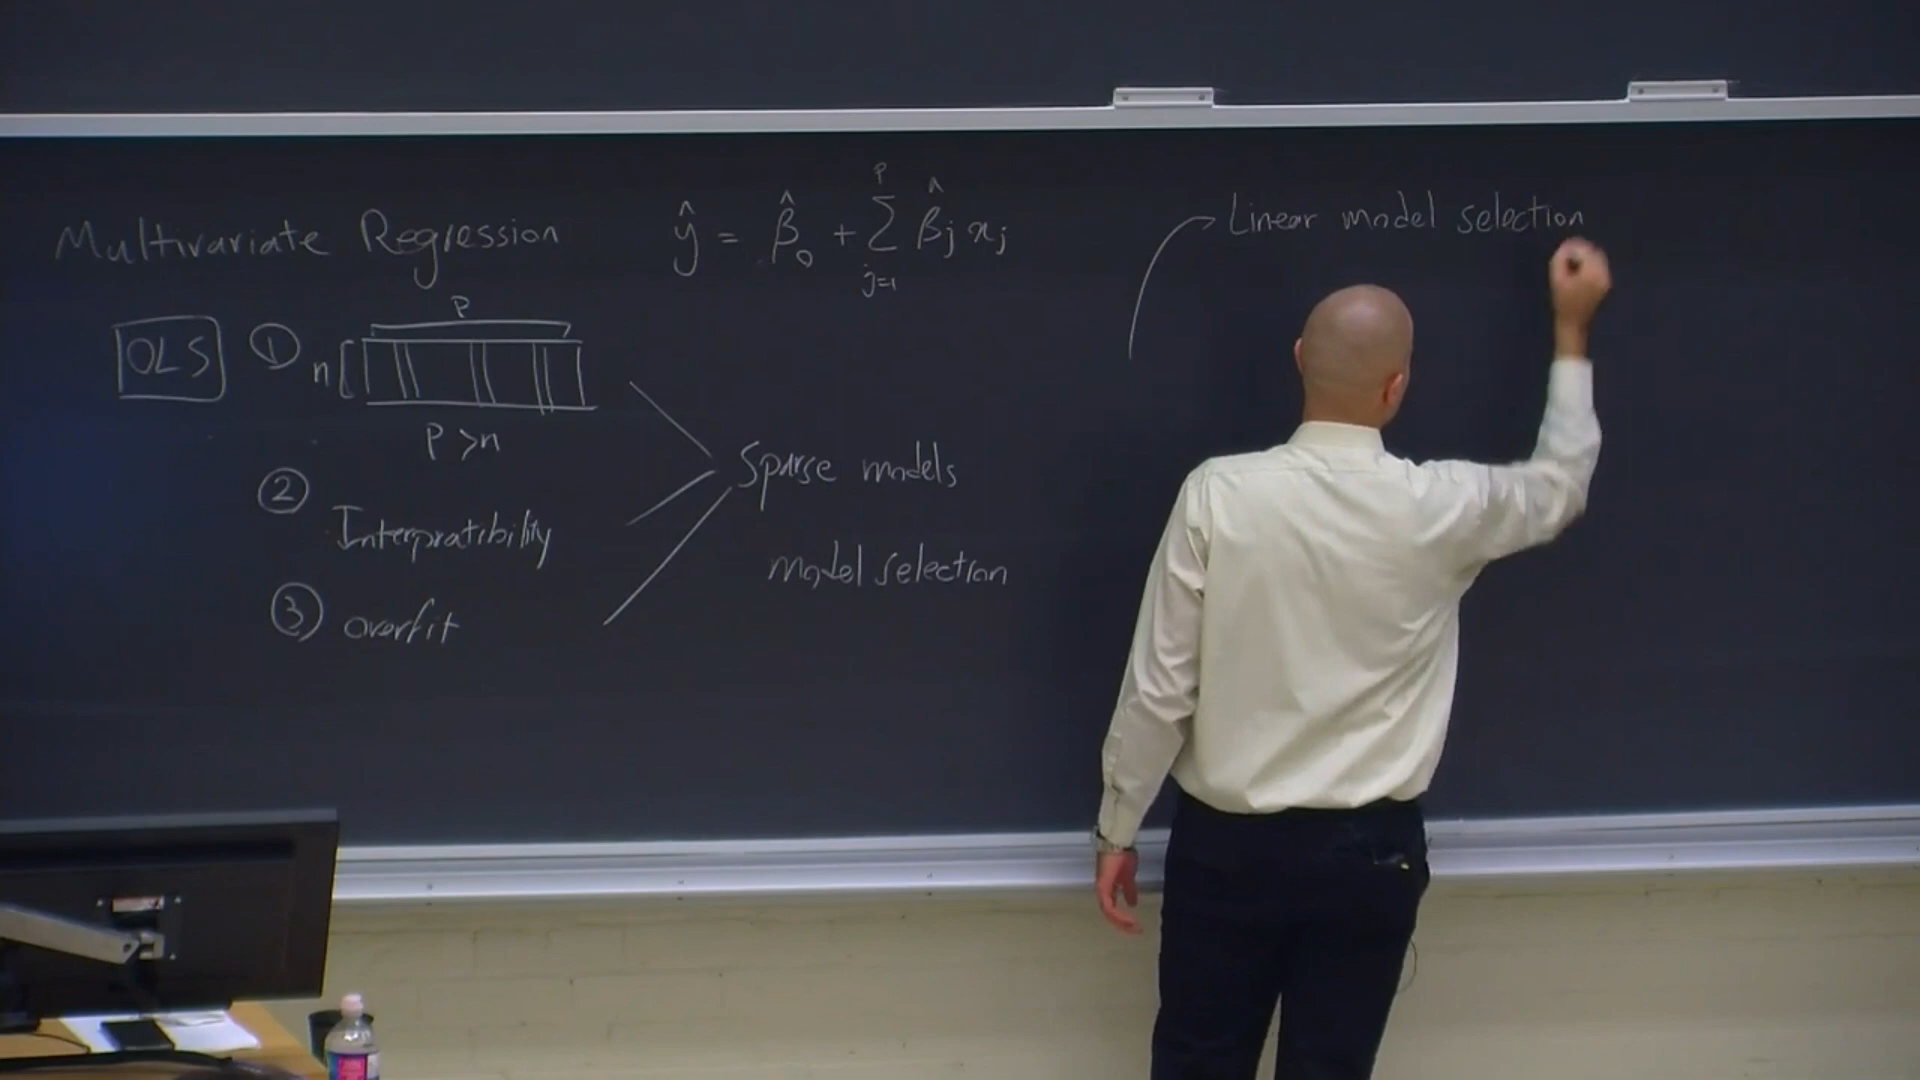 Multivariate Regression
ŷ = β̂₀ + Σ_{j=1}^{p} β̂j xj
OLS
① n P
P > n
② Interpratibility
③ overfit
Sparse models
model selection
Linear model selection